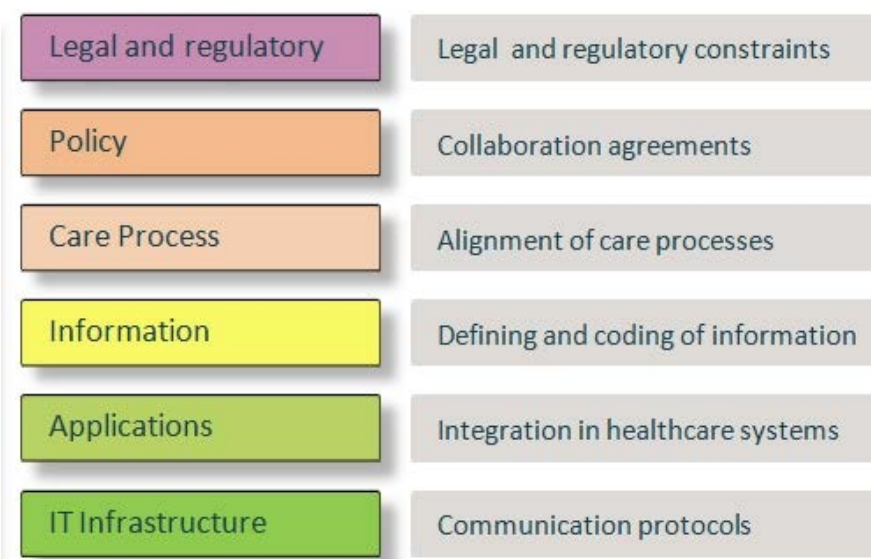 Legal and regulatory
Legal and regulatory constraints
Policy
Collaboration agreements
Care Process
Alignment of care processes
Information
Defining and coding of information
Applications
Integration in healthcare systems
IT Infrastructure
Communication protocols